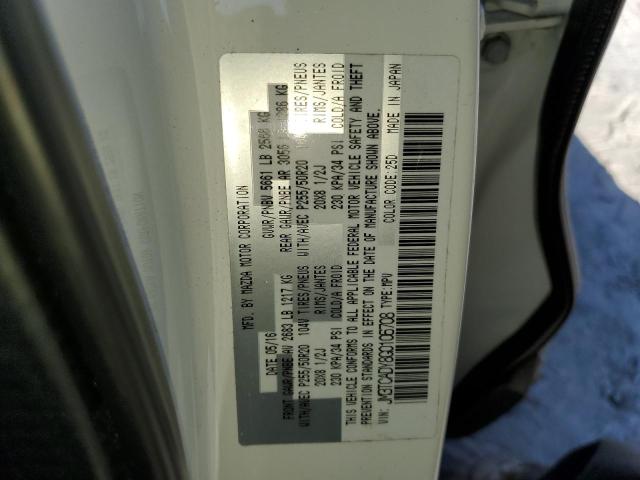 MFD. BY MAZDA MOTOR CORPORATION
DATE: 05/16 GVWR/PNBV 5661 LB 2568 KG
FRONT GAWR/PNBE AV 2683 LB 1217 KG REAR GAWR/PNBE AR 3056 KG
WITH/AVEC P255/50R20 104V TIRES/PNEUS WITH/AVEC P255/50R20 TIRES/PNEUS
20X8 1/2J RIMS/JANTES 20X8 1/2J RIMS/JANTES
230 KPA/34 PSI COLD/A FROID 230 KPA/34 PSI COLD/A FROID
THIS VEHICLE CONFORMS TO ALL APPLICABLE FEDERAL MOTOR VEHICLE SAFETY AND THEFT
PREVENTION STANDARDS IN EFFECT ON THE DATE OF MANUFACTURE SHOWN ABOVE.
VIN: JM3TCADY8G0106708 TYPE: MPV COLOR CODE: 25D MADE IN JAPAN